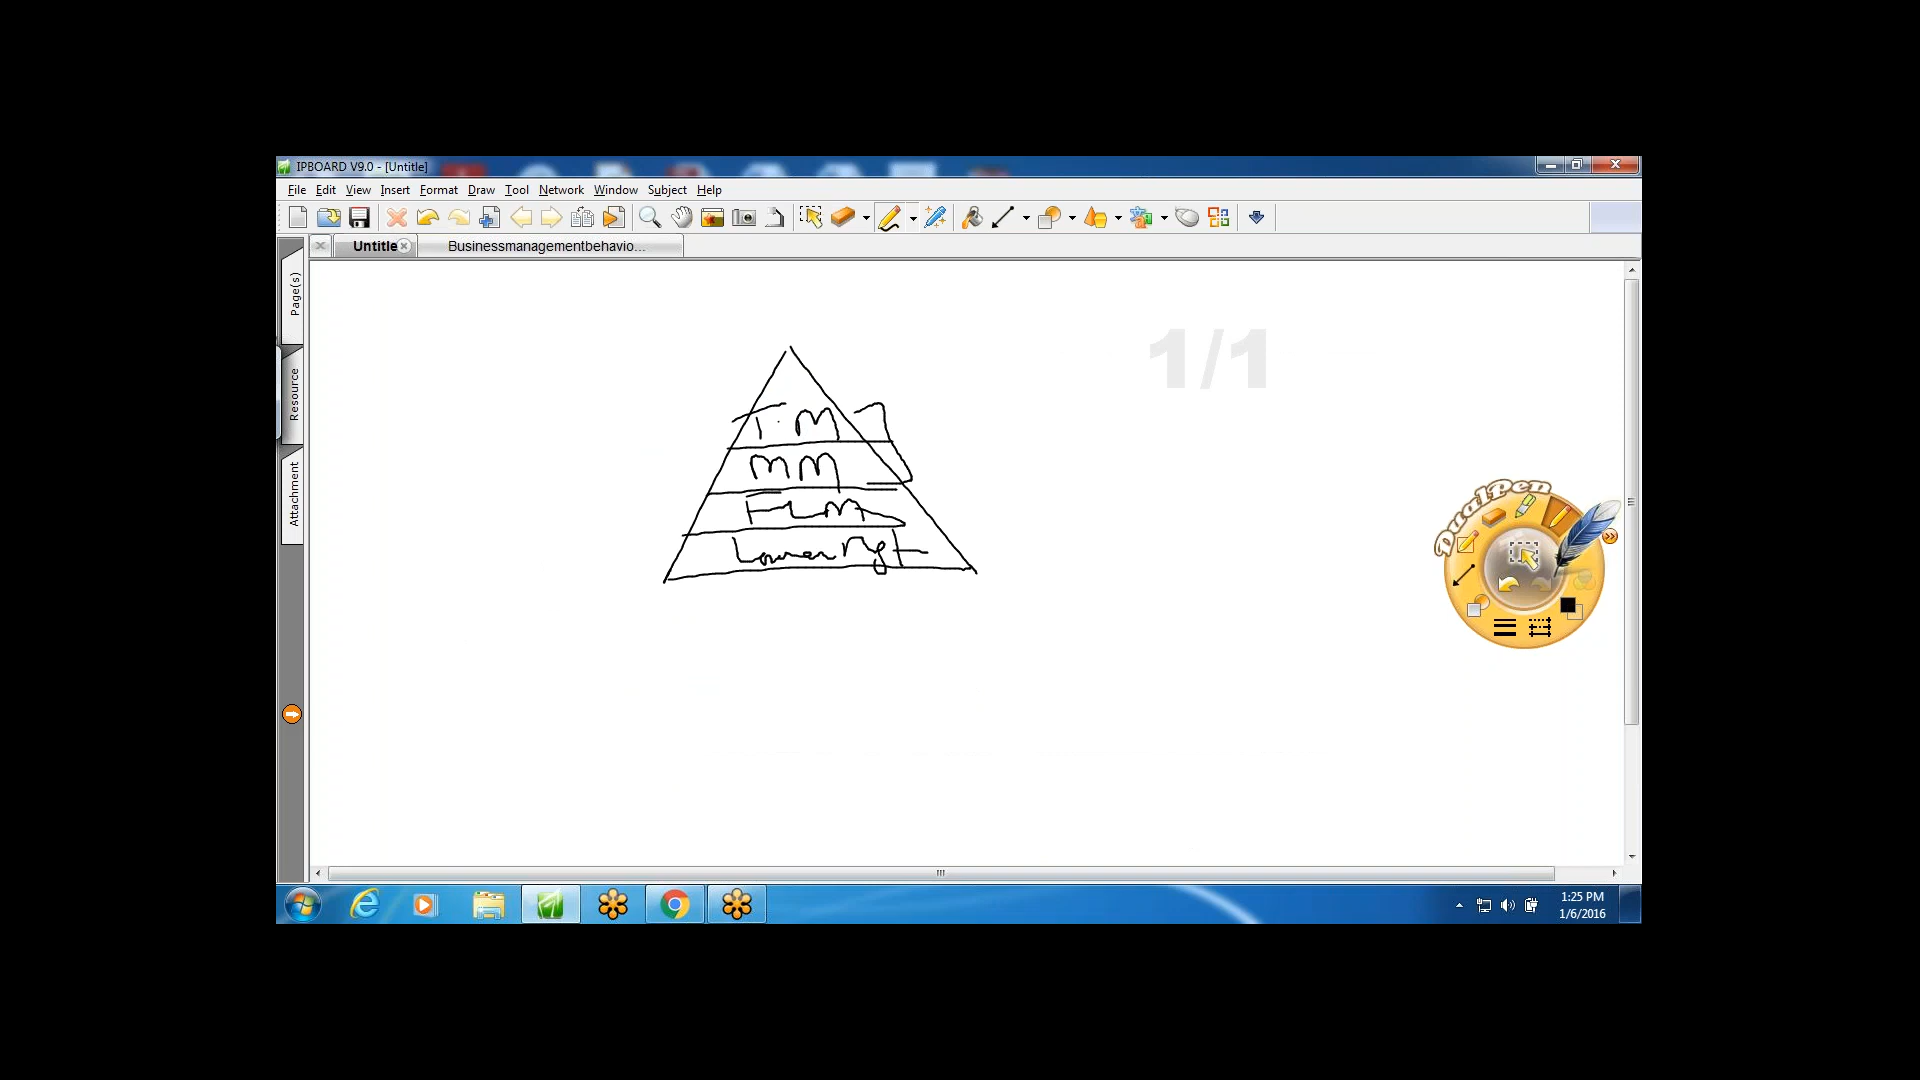 IPBOARD V9.0 - [Untitle]
File Edit View Insert Format Draw Tool Network Window Subject Help
Untitle Businessmanagementbehavio...
Page(s)
Resource
Attachment
1/1
T.M
MM
FLM
Lower Mgt
DualPen
1:25 PM
1/6/2016